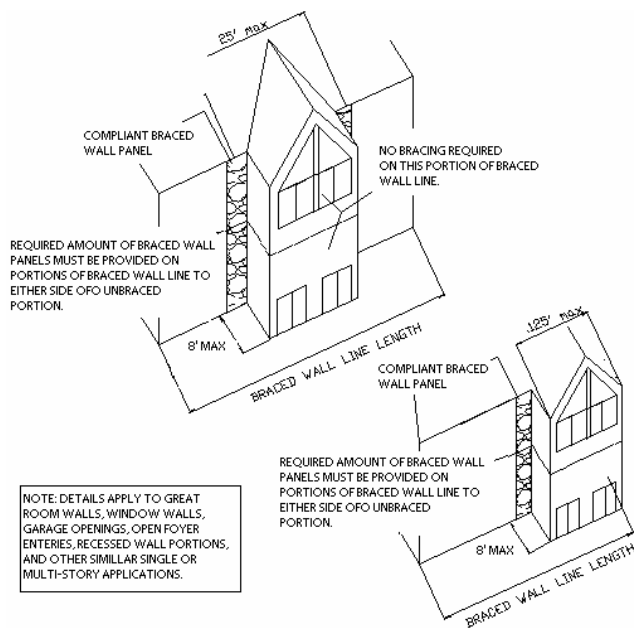 25' max
COMPLIANT BRACED
WALL PANEL
NO BRACING REQUIRED
ON THIS PORTION OF BRACED
WALL LINE.
REQUIRED AMOUNT OF BRACED WALL
PANELS MUST BE PROVIDED ON
PORTIONS OF BRACED WALL LINE TO
EITHER SIDE OFO UNBRACED
PORTION.
8' MAX
BRACED WALL LINE LENGTH
.125' max
COMPLIANT BRACED
WALL PANEL
REQUIRED AMOUNT OF BRACED WALL
PANELS MUST BE PROVIDED ON
PORTIONS OF BRACED WALL LINE TO
EITHER SIDE OFO UNBRACED
PORTION.
8' MAX
BRACED WALL LINE LENGTH
NOTE: DETAILS APPLY TO GREAT
ROOM WALLS, WINDOW WALLS,
GARAGE OPENINGS, OPEN FOYER
ENTERIES, RECESSED WALL PORTIONS,
AND OTHER SIMILLAR SINGLE OR
MULTI-STORY APPLICATIONS.